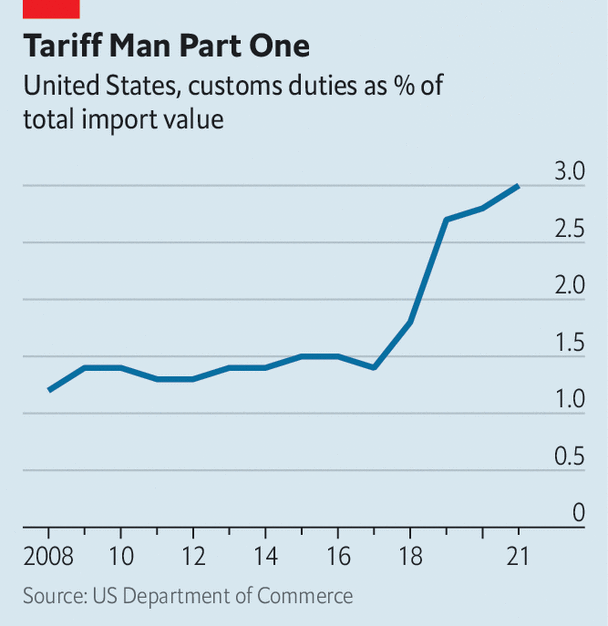 Tariff Man Part One
United States, customs duties as % of
total import value
3.0
2.5
2.0
1.5
1.0
0.5
0
2008 10 12 14 16 18 21
Source: US Department of Commerce